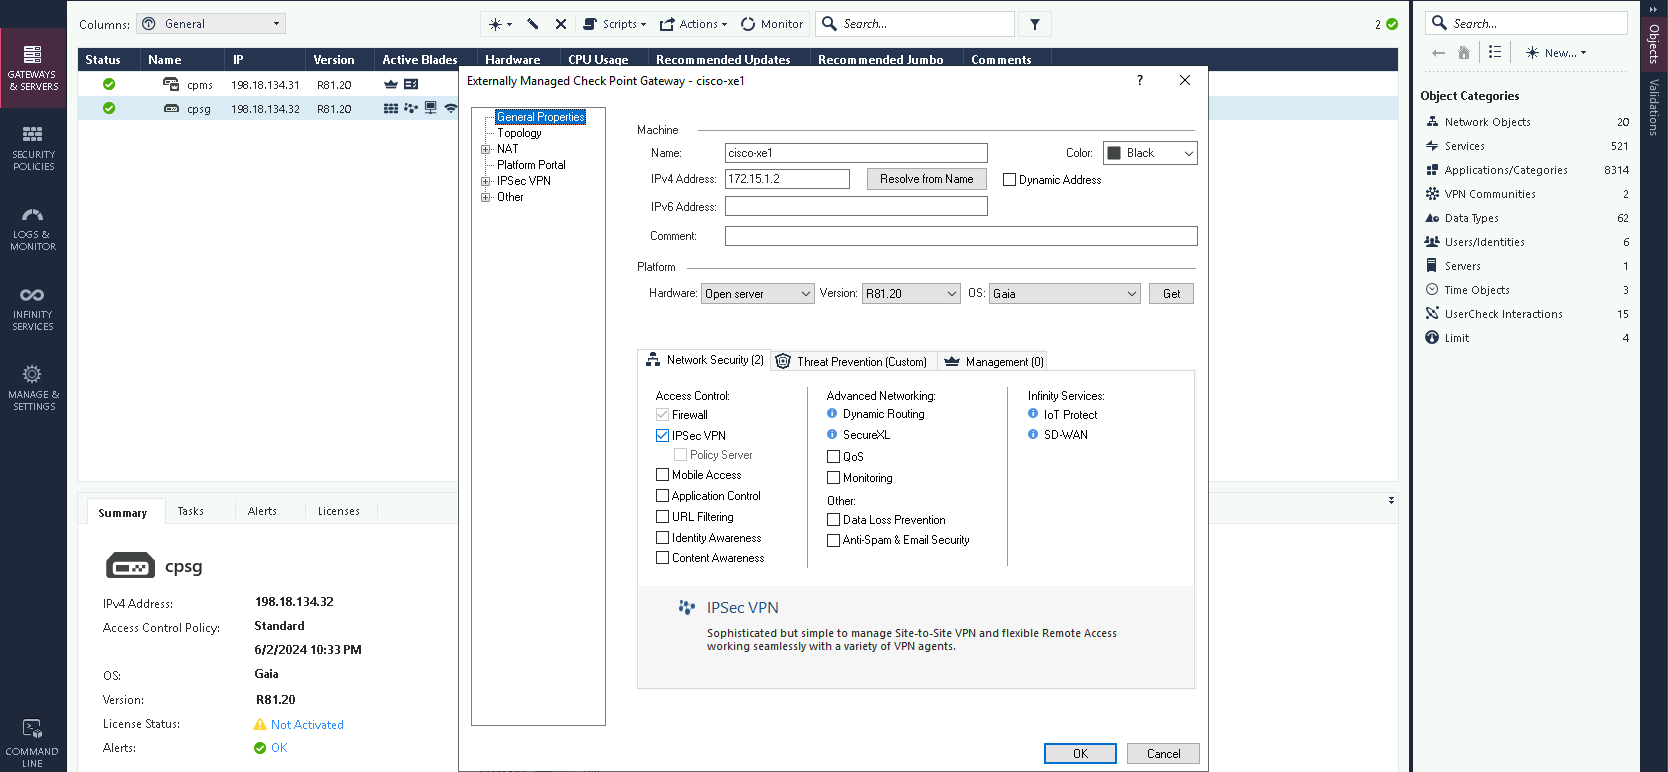 Columns: General
Scripts Actions Monitor Search...
2
GATEWAYS
& SERVERS
SECURITY
POLICIES
LOGS &
MONITOR
INFINITY
SERVICES
MANAGE &
SETTINGS
COMMAND
LINE
Status Name IP Version Active Blades Hardware CPU Usage Recommended Updates Recommended Jumbo Comments
cpms 198.18.134.31 R81.20
cpsg 198.18.134.32 R81.20
Summary Tasks Alerts Licenses
cpsg
IPv4 Address: 198.18.134.32
Access Control Policy: Standard
6/2/2024 10:33 PM
OS: Gaia
Version: R81.20
License Status: Not Activated
Alerts: OK
Externally Managed Check Point Gateway - cisco-xe1 ?
General Properties
Topology
NAT
Platform Portal
IPSec VPN
Other
Machine
Name: cisco-xe1 Color: Black
IPv4 Address: 172.15.1.2 Resolve from Name Dynamic Address
IPv6 Address:
Comment:
Platform
Hardware: Open server Version: R81.20 OS: Gaia Get
Network Security (2) Threat Prevention (Custom) Management (0)
Access Control:
Firewall
IPSec VPN
Policy Server
Mobile Access
Application Control
URL Filtering
Identity Awareness
Content Awareness
Advanced Networking:
Dynamic Routing
SecureXL
QoS
Monitoring
Other:
Data Loss Prevention
Anti-Spam & Email Security
Infinity Services:
IoT Protect
SD-WAN
IPSec VPN
Sophisticated but simple to manage Site-to-Site VPN and flexible Remote Access
working seamlessly with a variety of VPN agents.
OK Cancel
Search...
New...
Object Categories
Network Objects 20
Services 521
Applications/Categories 8314
VPN Communities 2
Data Types 62
Users/Identities 6
Servers 1
Time Objects 3
UserCheck Interactions 15
Limit 4
Objects
Validations